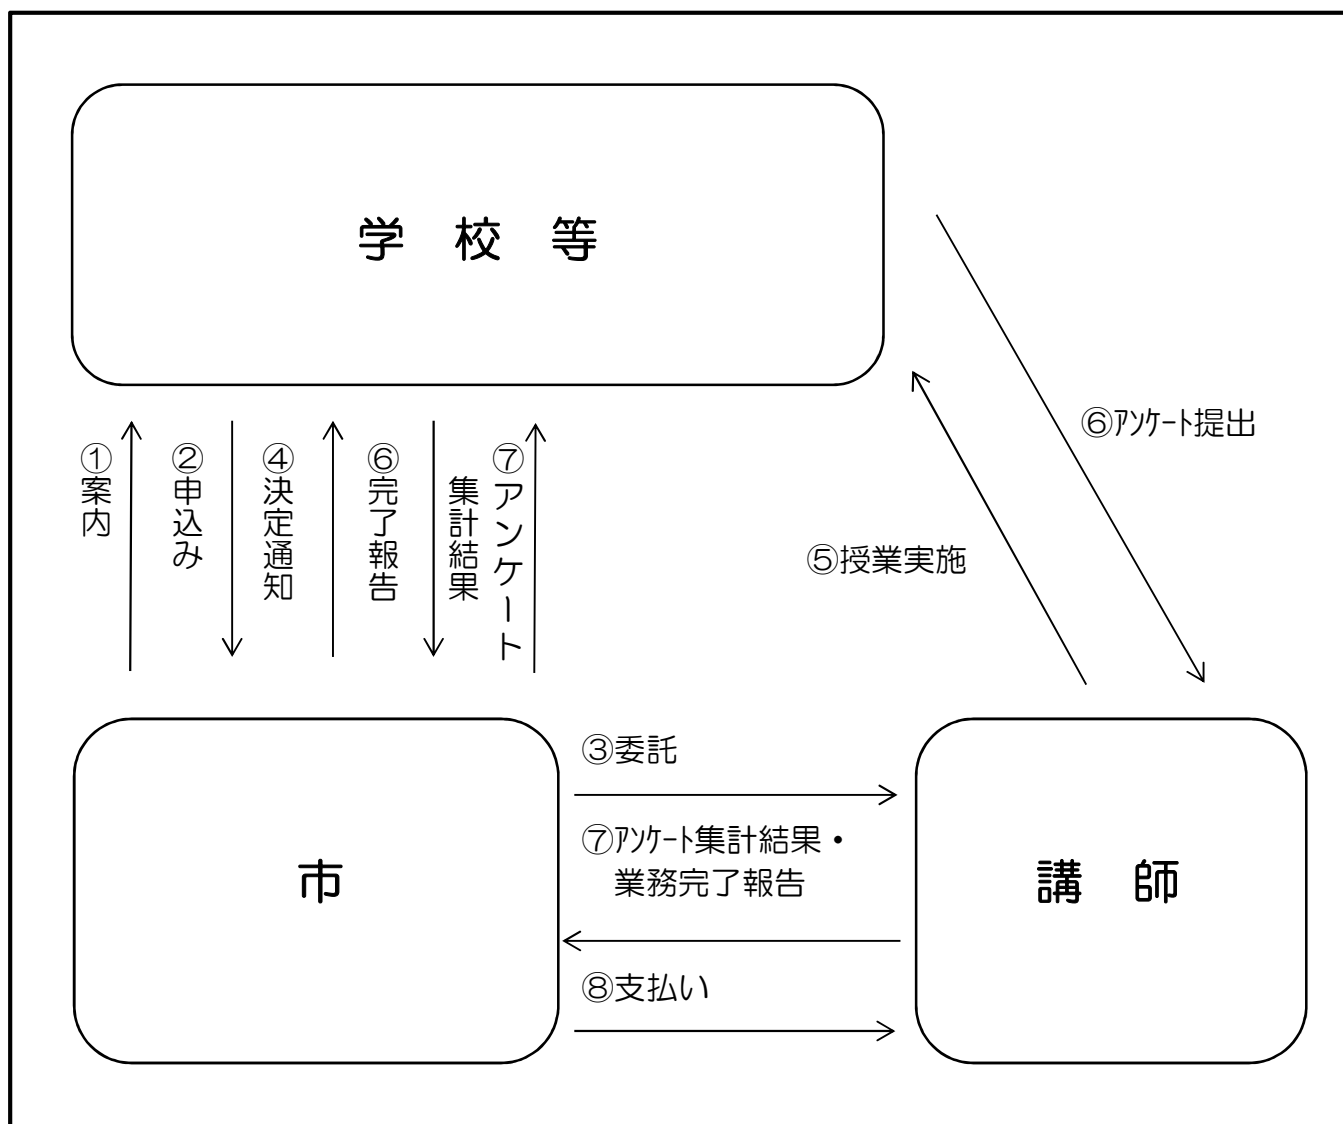 学 校 等
①案内
②申込み
④決定通知
⑥完了報告
⑦アンケート
集計結果
⑥ｱﾝｹｰﾄ提出
⑤授業実施
③委託
⑦ｱﾝｹｰﾄ集計結果・
業務完了報告
⑧支払い
市
講 師